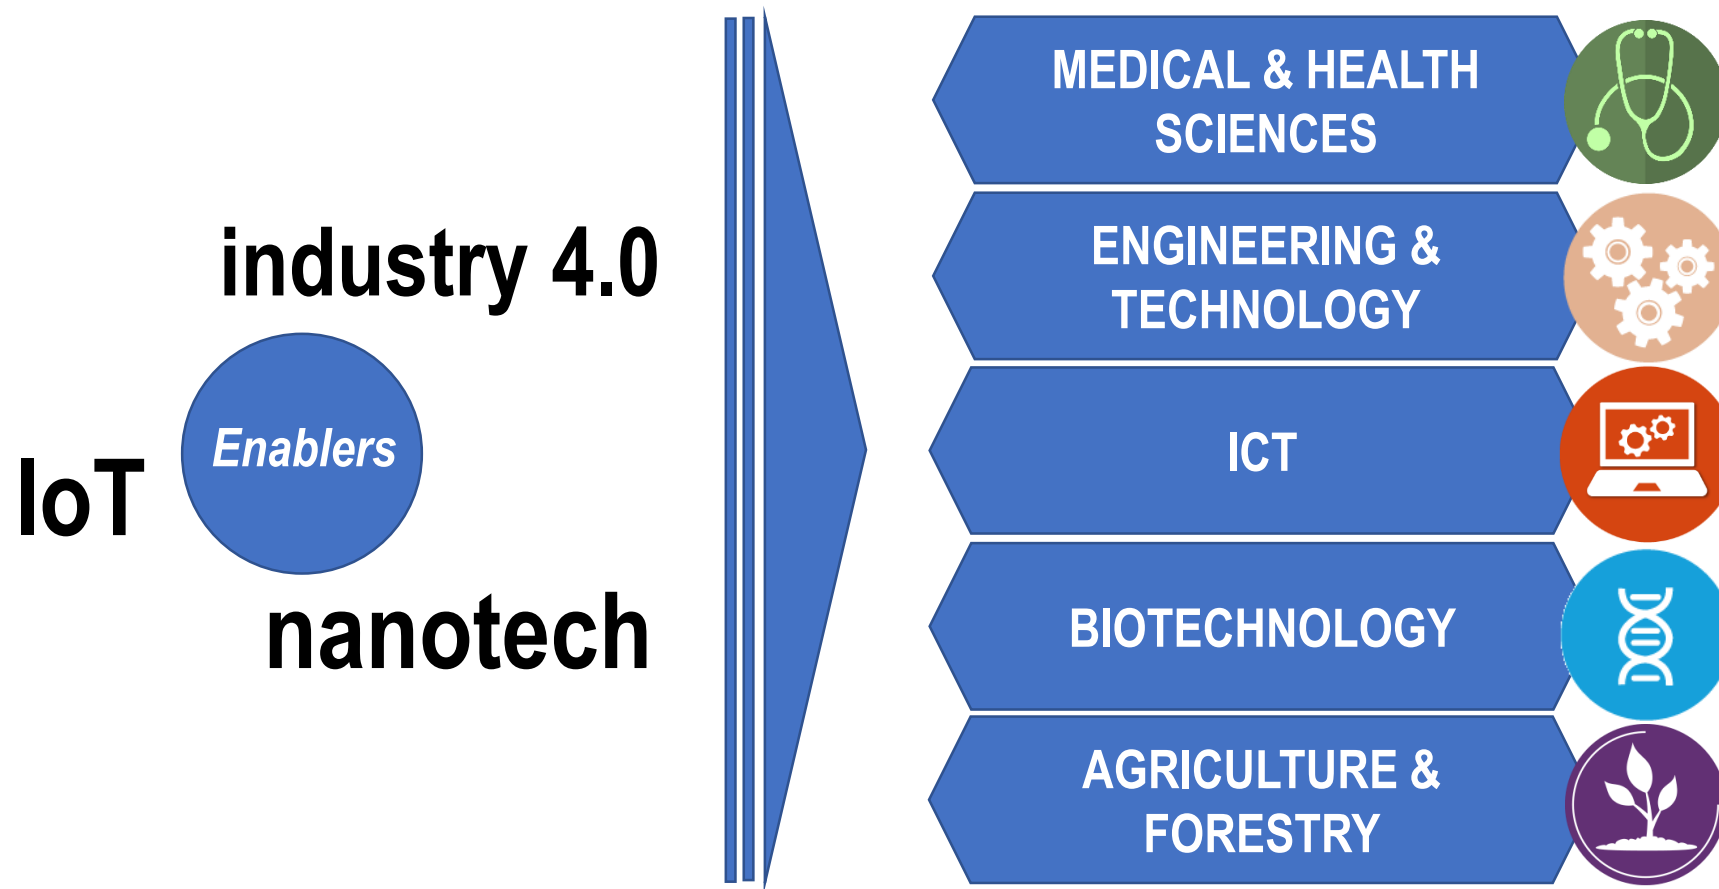 industry 4.0
Enablers
IoT
nanotech
MEDICAL & HEALTH
SCIENCES
ENGINEERING &
TECHNOLOGY
ICT
BIOTECHNOLOGY
AGRICULTURE &
FORESTRY